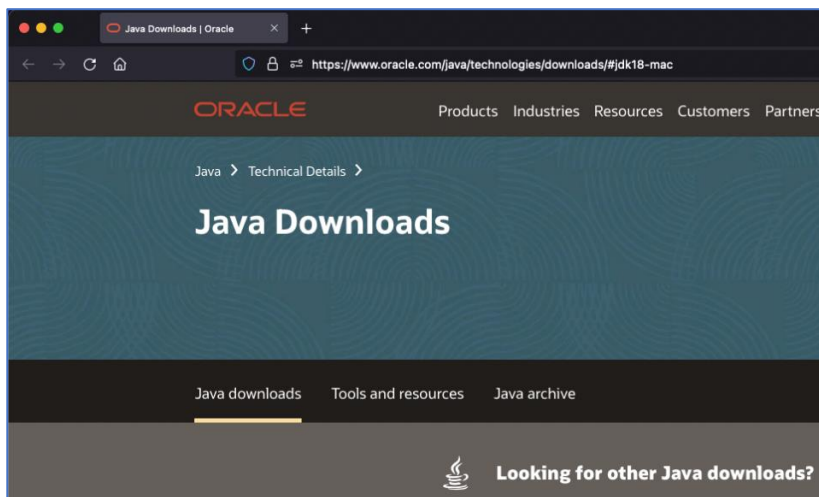 Java Downloads | Oracle
https://www.oracle.com/java/technologies/downloads/#jdk18-mac
ORACLE Products Industries Resources Customers Partners
Java > Technical Details >
Java Downloads
Java downloads Tools and resources Java archive
Looking for other Java downloads?